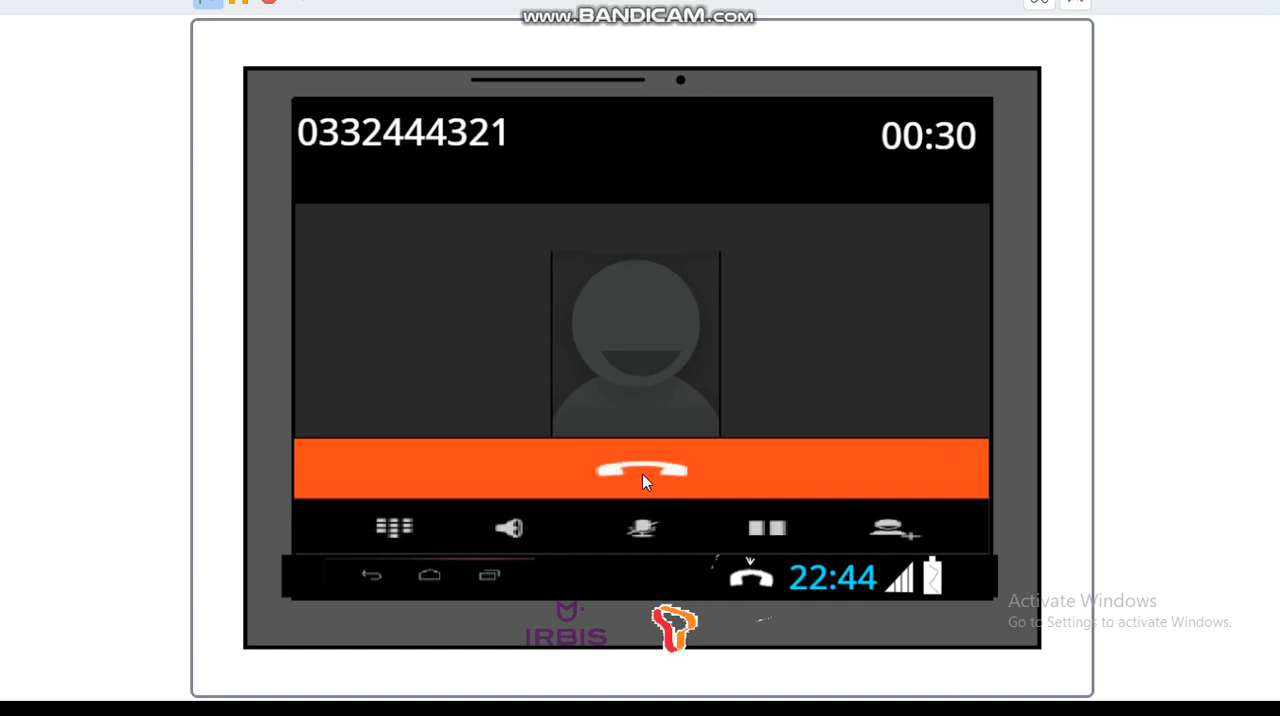 www.BANDICAM.com
0332444321
00:30
22:44
IRBIS
Activate Windows
Go to Settings to activate Windows.